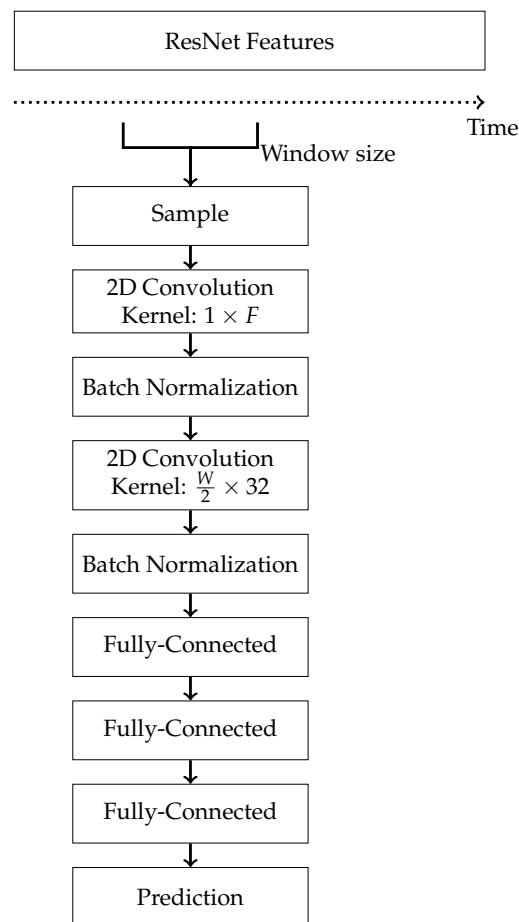 ResNet Features
Time
Window size
Sample
2D Convolution
Kernel: 1 × F
Batch Normalization
2D Convolution
Kernel: W/2 × 32
Batch Normalization
Fully-Connected
Fully-Connected
Fully-Connected
Prediction